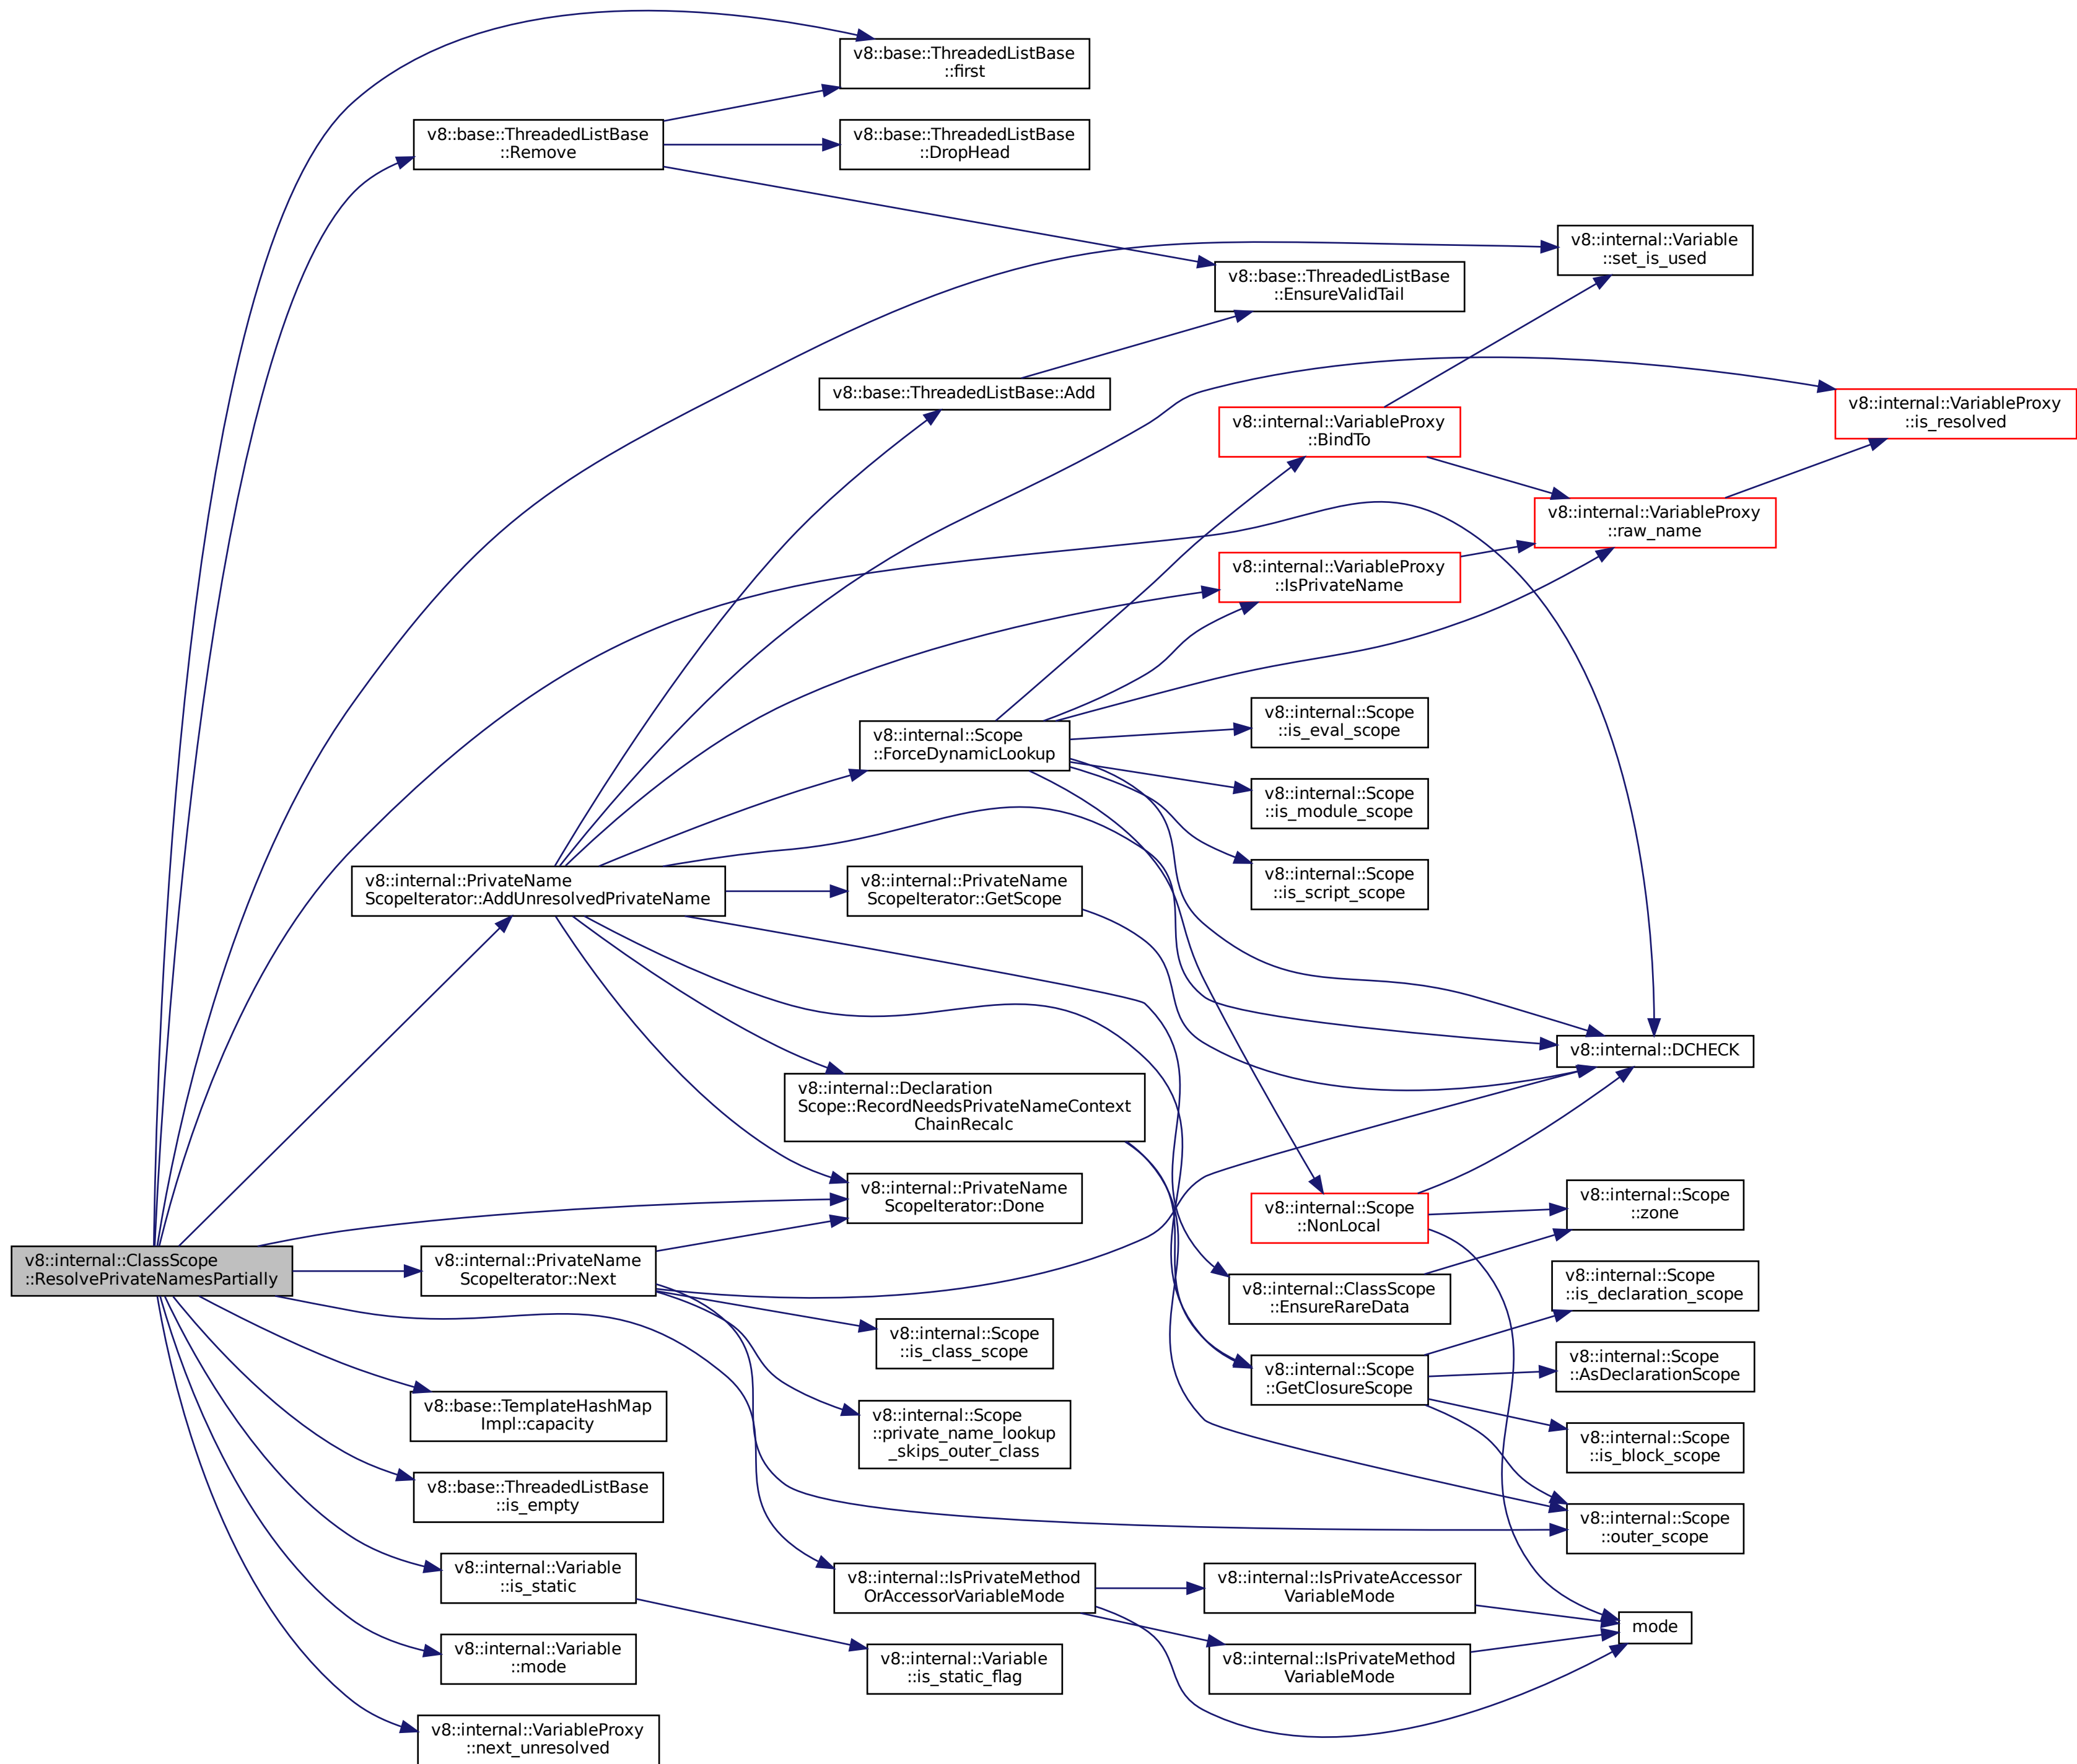 v8::base::ThreadedListBase
::first
v8::base::ThreadedListBase
::Remove
v8::base::ThreadedListBase
::DropHead
v8::internal::Variable
::set_is_used
v8::base::ThreadedListBase
::EnsureValidTail
v8::base::ThreadedListBase::Add
v8::internal::VariableProxy
::BindTo
v8::internal::VariableProxy
::is_resolved
v8::internal::VariableProxy
::raw_name
v8::internal::VariableProxy
::IsPrivateName
v8::internal::Scope
::is_eval_scope
v8::internal::Scope
::ForceDynamicLookup
v8::internal::Scope
::is_module_scope
v8::internal::Scope
::is_script_scope
v8::internal::PrivateName
ScopeIterator::AddUnresolvedPrivateName
v8::internal::PrivateName
ScopeIterator::GetScope
v8::internal::DCHECK
v8::internal::Declaration
Scope::RecordNeedsPrivateNameContext
ChainRecalc
v8::internal::PrivateName
ScopeIterator::Done
v8::internal::Scope
::NonLocal
v8::internal::Scope
::zone
v8::internal::ClassScope
::ResolvePrivateNamesPartially
v8::internal::PrivateName
ScopeIterator::Next
v8::internal::ClassScope
::EnsureRareData
v8::internal::Scope
::is_declaration_scope
v8::internal::Scope
::is_class_scope
v8::internal::Scope
::GetClosureScope
v8::internal::Scope
::AsDeclarationScope
v8::base::TemplateHashMap
Impl::capacity
v8::internal::Scope
::private_name_lookup
_skips_outer_class
v8::internal::Scope
::is_block_scope
v8::base::ThreadedListBase
::is_empty
v8::internal::Scope
::outer_scope
v8::internal::Variable
::is_static
v8::internal::IsPrivateMethod
OrAccessorVariableMode
v8::internal::IsPrivateAccessor
VariableMode
mode
v8::internal::Variable
::mode
v8::internal::Variable
::is_static_flag
v8::internal::IsPrivateMethod
VariableMode
v8::internal::VariableProxy
::next_unresolved